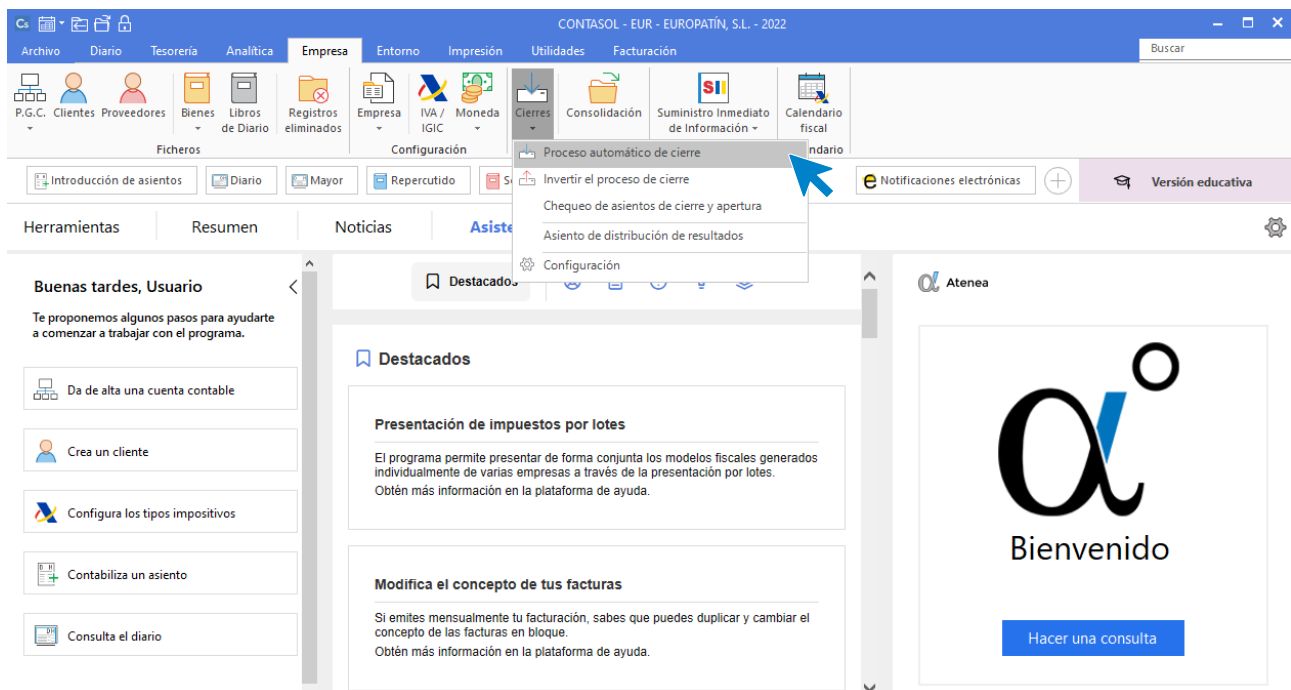 Cs
CONTASOL - EUR - EUROPATÍN, S.L. - 2022
Archivo Diario Tesorería Analítica Empresa Entorno Impresión Utilidades Facturación Buscar
P.G.C. Clientes Proveedores Bienes Libros de Diario Registros eliminados
Ficheros
Empresa IVA / IGIC Moneda
Configuración
Cierres Consolidación
SII
Suministro Inmediato de Información
Calendario fiscal
Proceso automático de cierre
Invertir el proceso de cierre
Chequeo de asientos de cierre y apertura
Asiento de distribución de resultados
Configuración
Introducción de asientos Diario Mayor Repercutido Notificaciones electrónicas Versión educativa
Herramientas Resumen Noticias
Buenas tardes, Usuario
Te proponemos algunos pasos para ayudarte
a comenzar a trabajar con el programa.
Da de alta una cuenta contable
Crea un cliente
Configura los tipos impositivos
Contabiliza un asiento
Consulta el diario
Destacados
Destacados
Presentación de impuestos por lotes
El programa permite presentar de forma conjunta los modelos fiscales generados
individualmente de varias empresas a través de la presentación por lotes.
Obtén más información en la plataforma de ayuda.
Modifica el concepto de tus facturas
Si emites mensualmente tu facturación, sabes que puedes duplicar y cambiar el
concepto de las facturas en bloque.
Obtén más información en la plataforma de ayuda.
Atenea
Bienvenido
Hacer una consulta